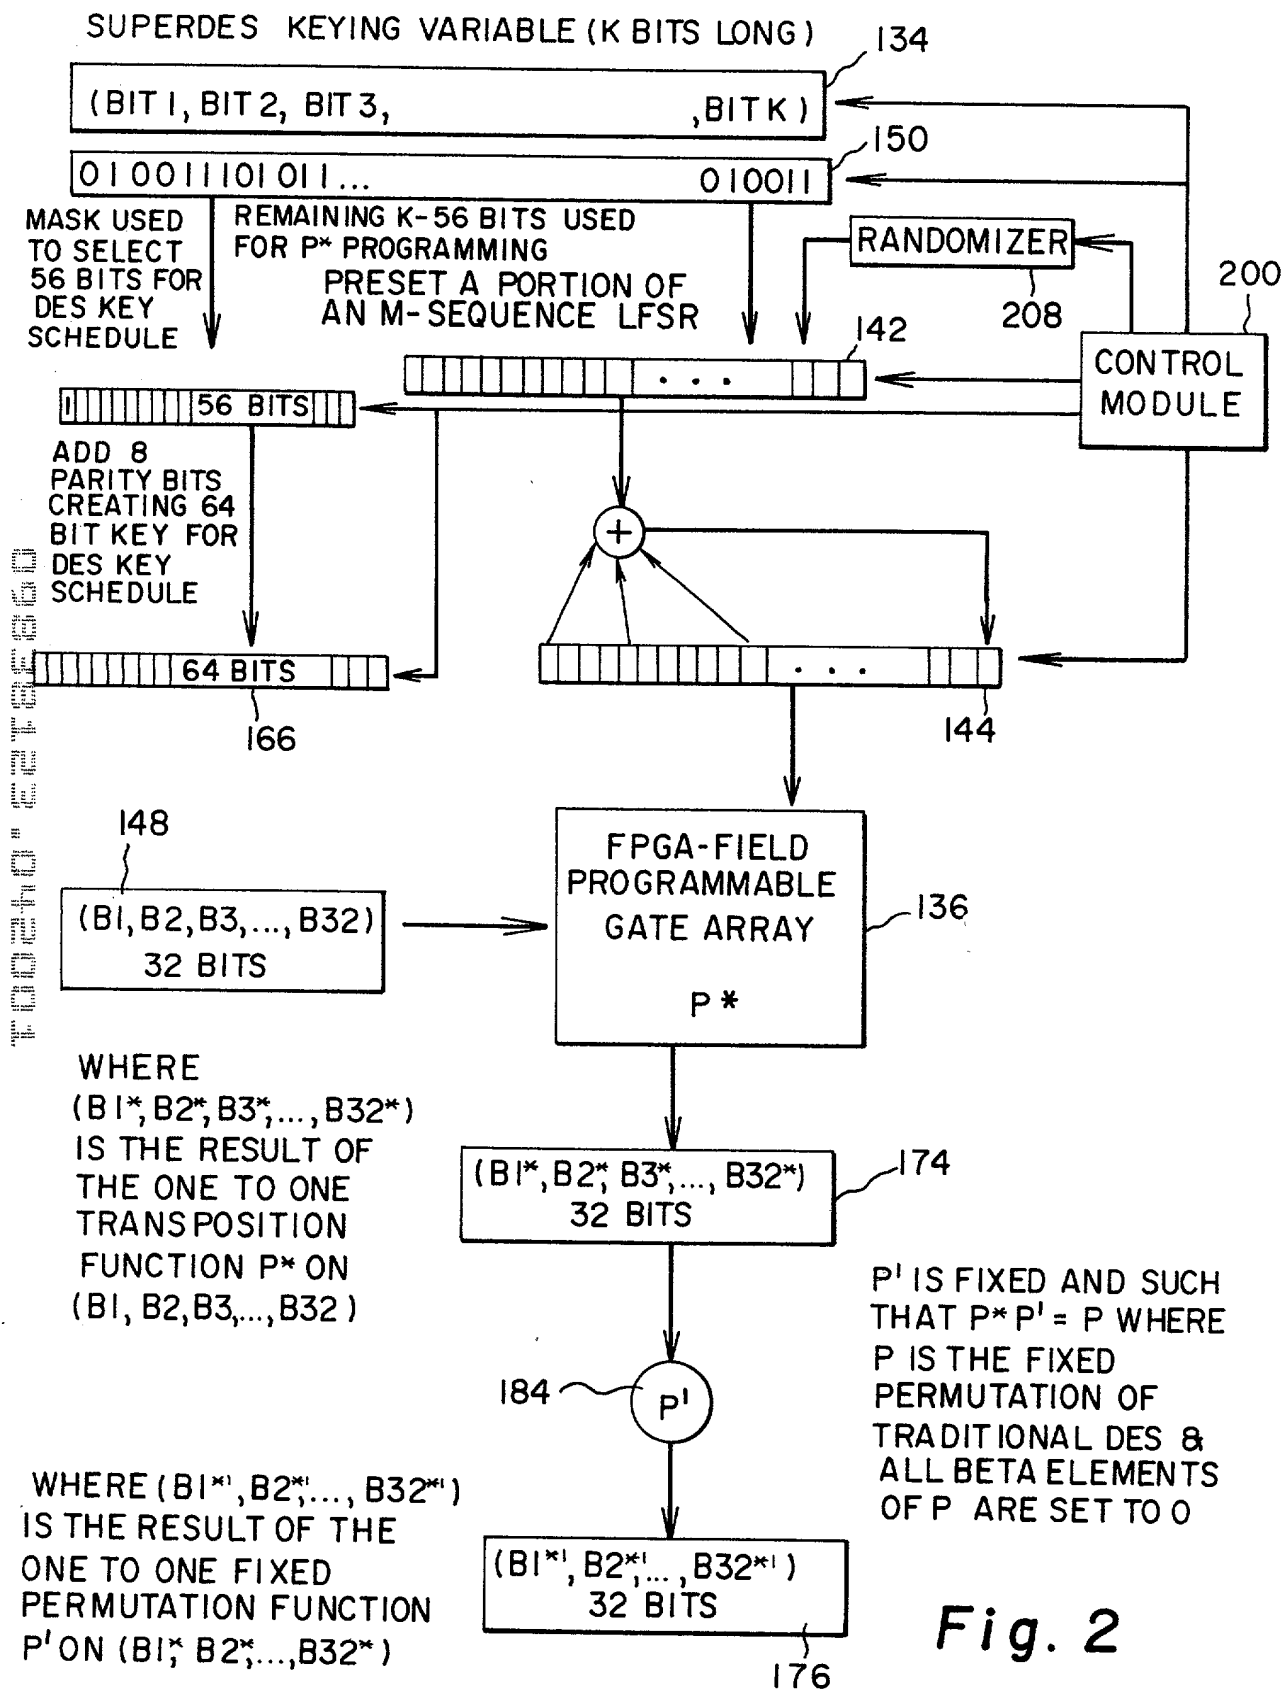 SUPERDES KEYING VARIABLE (K BITS LONG)
134
(BIT 1, BIT 2, BIT 3, ,BIT K)
150
010011101011... 010011
MASK USED
TO SELECT
56 BITS FOR
DES KEY
SCHEDULE
REMAINING K-56 BITS USED
FOR P* PROGRAMMING
PRESET A PORTION OF
AN M-SEQUENCE LFSR
RANDOMIZER
208
200
CONTROL
MODULE
142
...
56 BITS
ADD 8
PARITY BITS
CREATING 64
BIT KEY FOR
DES KEY
SCHEDULE
+
64 BITS
166
...
144
148
(B1, B2, B3, ..., B32)
32 BITS
FPGA-FIELD
PROGRAMMABLE
GATE ARRAY
P*
136
WHERE
(B1*, B2*, B3*, ..., B32*)
IS THE RESULT OF
THE ONE TO ONE
TRANSPOSITION
FUNCTION P* ON
(B1, B2, B3, ..., B32)
(B1*, B2*, B3*, ..., B32*)
32 BITS
174
184
P'
P' IS FIXED AND SUCH
THAT P* P' = P WHERE
P IS THE FIXED
PERMUTATION OF
TRADITIONAL DES &
ALL BETA ELEMENTS
OF P ARE SET TO 0
WHERE (B1*', B2*', ..., B32*')
IS THE RESULT OF THE
ONE TO ONE FIXED
PERMUTATION FUNCTION
P' ON (B1*, B2*, ..., B32*)
(B1*', B2*', ..., B32*')
32 BITS
176
Fig. 2